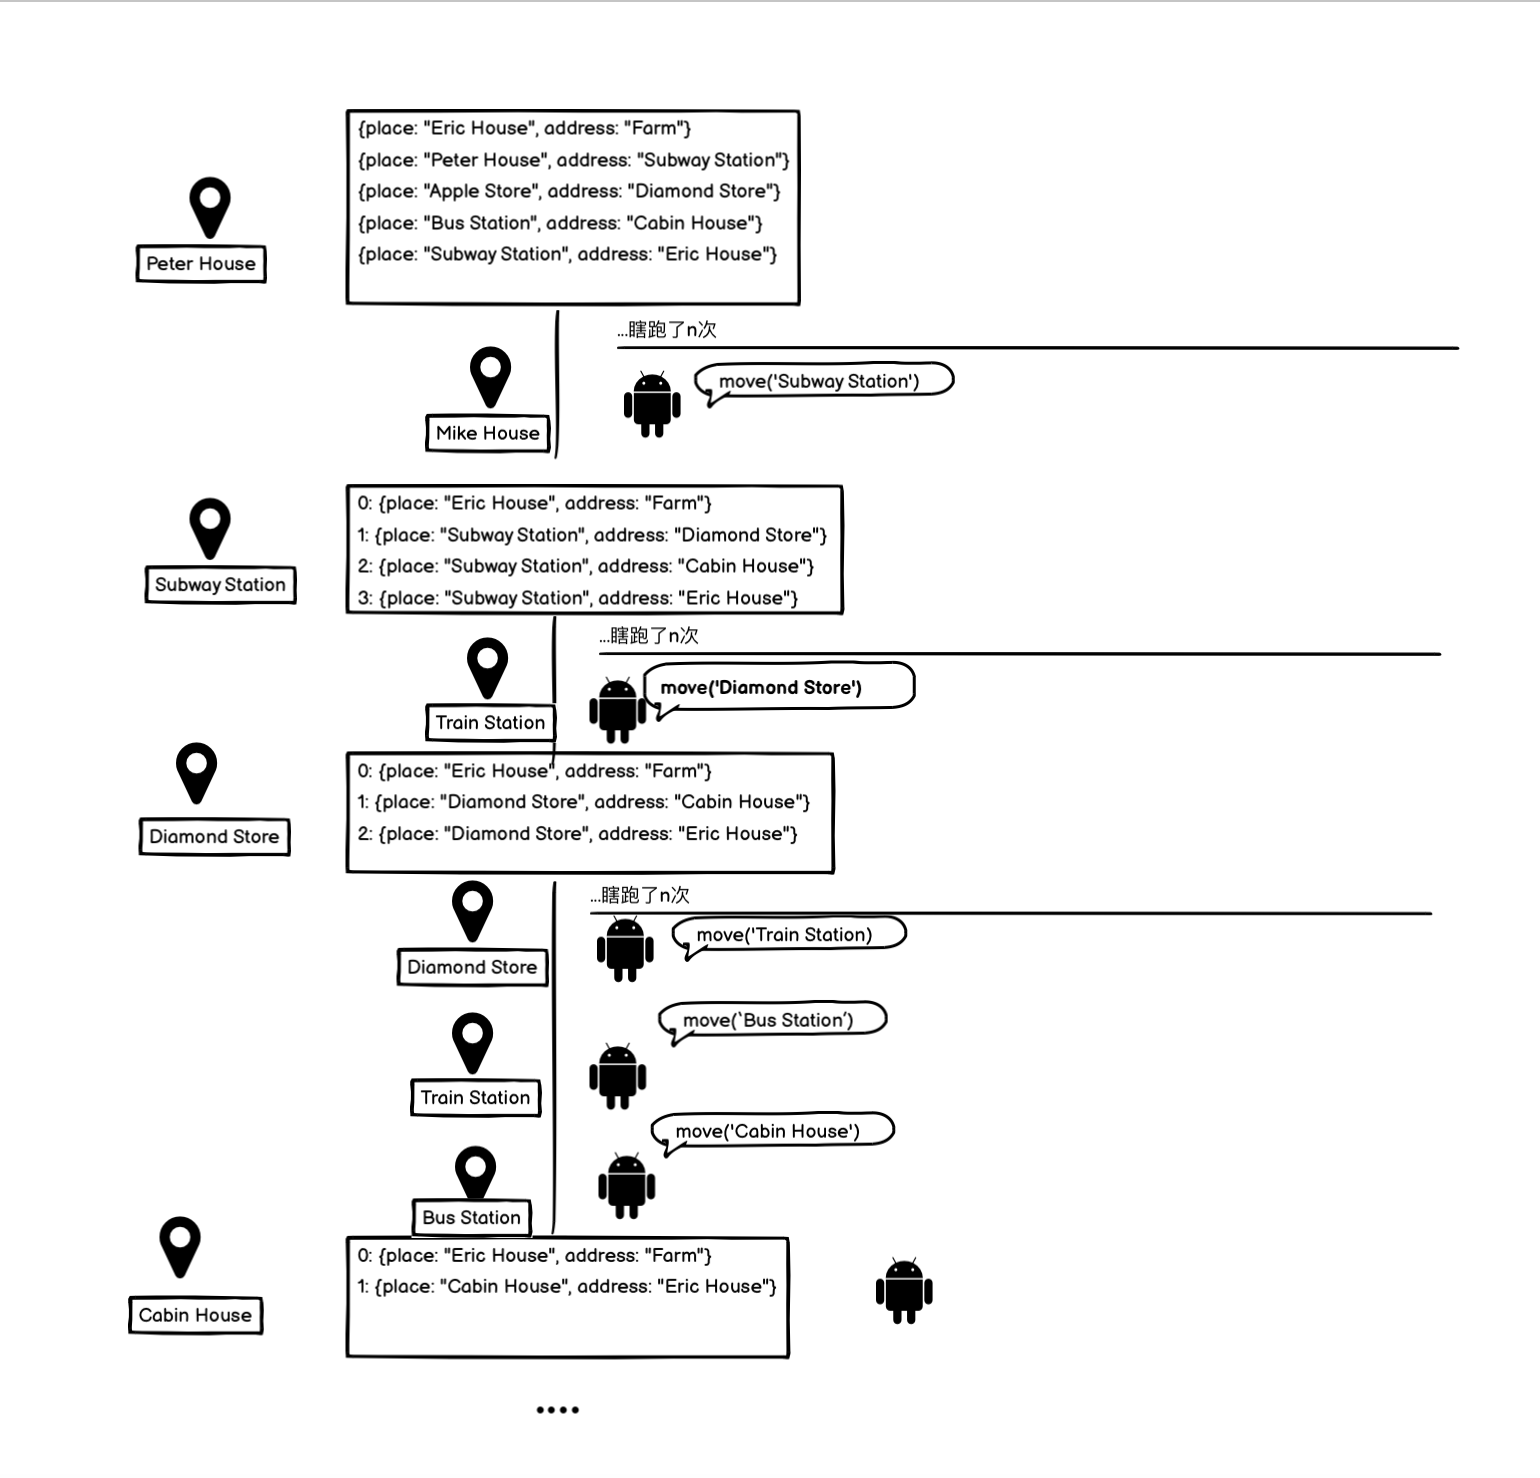 {place: "Eric House", address: "Farm"}
{place: "Peter House", address: "Subway Station"}
{place: "Apple Store", address: "Diamond Store"}
{place: "Bus Station", address: "Cabin House"}
{place: "Subway Station", address: "Eric House"}
Peter House
...瞎跑了n次
move('Subway Station')
Mike House
0: {place: "Eric House", address: "Farm"}
1: {place: "Subway Station", address: "Diamond Store"}
2: {place: "Subway Station", address: "Cabin House"}
3: {place: "Subway Station", address: "Eric House"}
Subway Station
...瞎跑了n次
move('Diamond Store')
Train Station
0: {place: "Eric House", address: "Farm"}
1: {place: "Diamond Store", address: "Cabin House"}
2: {place: "Diamond Store", address: "Eric House"}
Diamond Store
...瞎跑了n次
move('Train Station)
Diamond Store
move(‘Bus Station’)
Train Station
move('Cabin House')
Bus Station
0: {place: "Eric House", address: "Farm"}
1: {place: "Cabin House", address: "Eric House"}
Cabin House
....